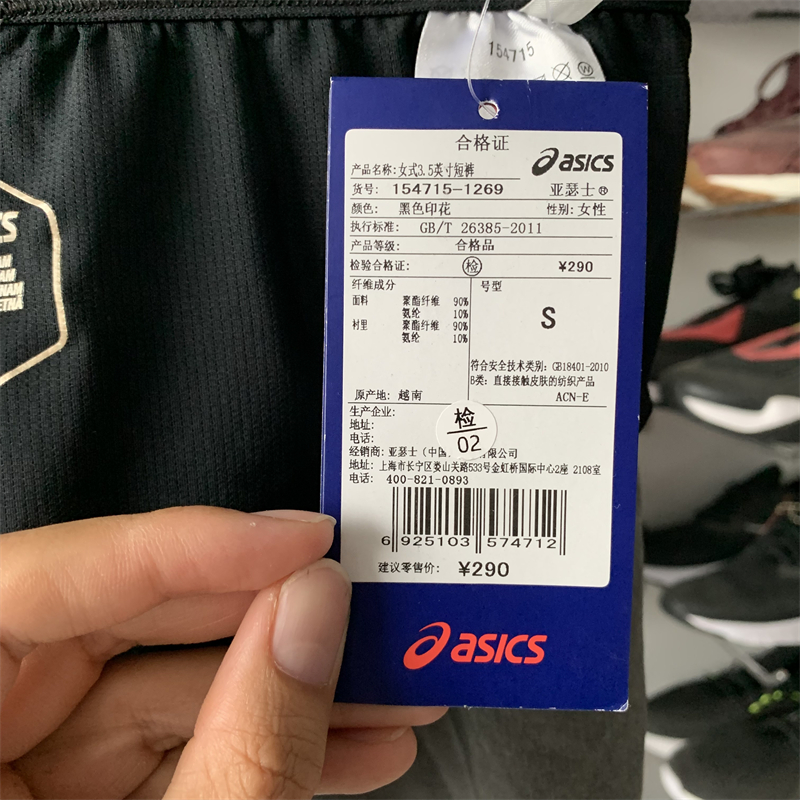 154715
合格证
产品名称:女式3.5英寸短裤
asics
货号: 154715-1269
亚瑟士®
颜色: 黑色印花 性别:女性
执行标准: GB/T 26385-2011
产品等级: 合格品
检验合格证: 检 ¥290
纤维成分 号型
面料 聚酯纤维 90%
氨纶 10%
衬里 聚酯纤维 90%
氨纶 10%
S
符合安全技术类别: GB18401-2010
B类: 直接接触皮肤的纺织产品
原产地: 越南 ACN-E
生产企业:
地址:
电话:
检
02
经销商: 亚瑟士（中国 有限公司
地址: 上海市长宁区娄山关路533号金虹桥国际中心2座 2108室
电话: 400-821-0893
6 925103 574712
建议零售价: ¥290
asics